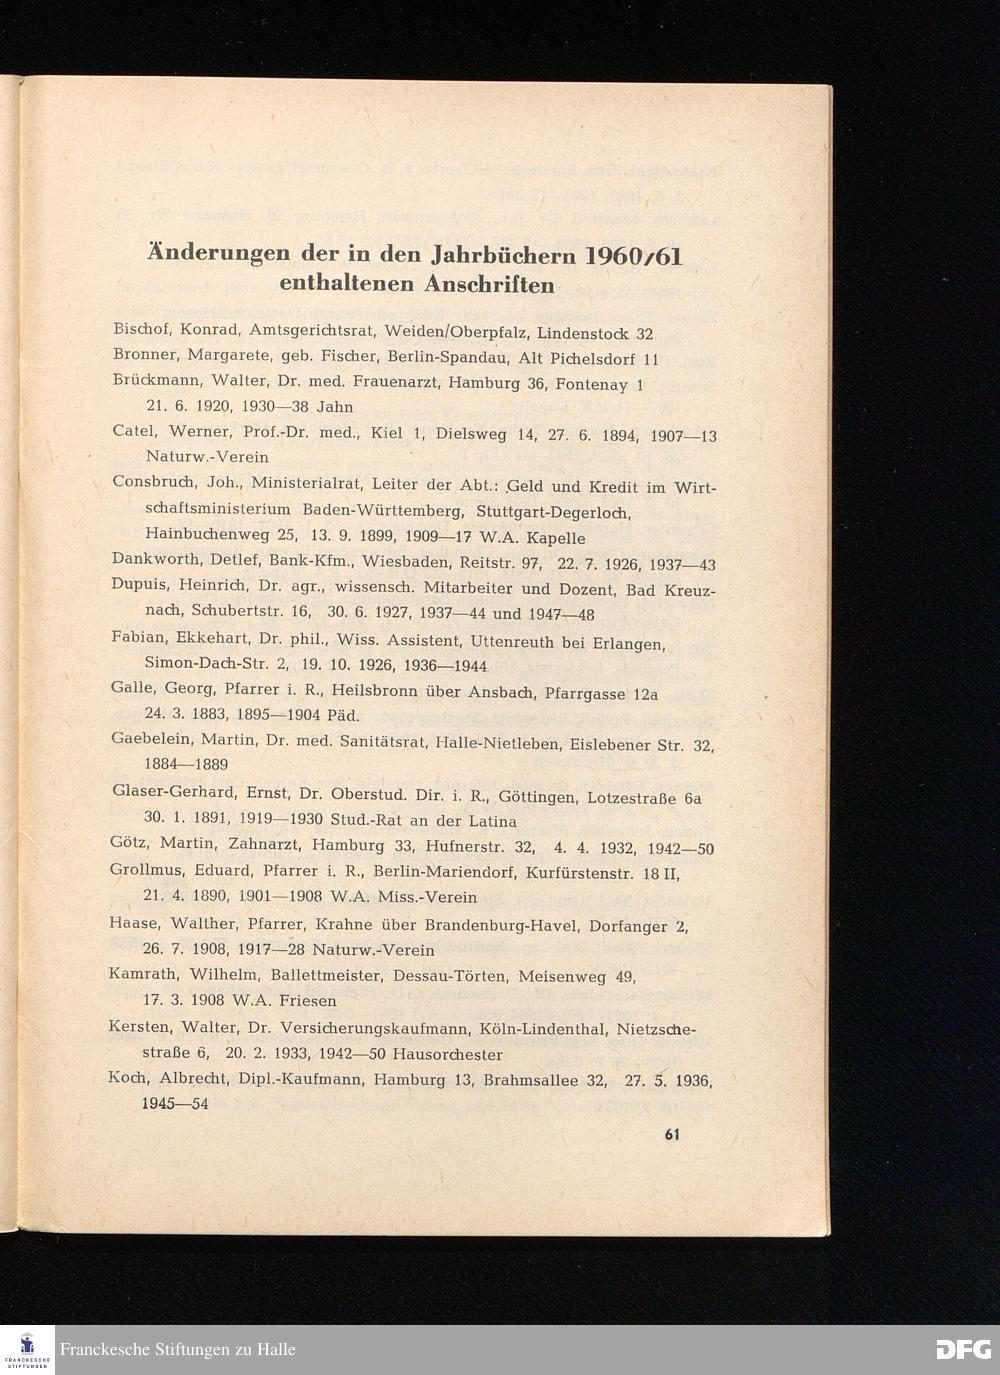 Änderungen der in den Jahrbüchern 1960/61
enthaltenen Anschriften
Bischof, Konrad, Amtsgerichtsrat, Weiden/Oberpfalz, Lindenstock 32
Bronner, Margarete, geb. Fischer, Berlin-Spandau, Alt Pichelsdorf 11
Brückmann, Walter, Dr. med. Frauenarzt, Hamburg 36, Fontenay 1
21. 6. 1920, 1930—38 Jahn
Catel, Werner, Prof.-Dr. med., Kiel 1, Dielsweg 14, 27. 6. 1894, 1907—13
Naturw.-Verein
Consbruch, Joh., Ministerialrat, Leiter der Abt.: Geld und Kredit im Wirt-
schaftsministerium Baden-Württemberg, Stuttgart-Degerloch,
Hainbuchenweg 25, 13. 9. 1899, 1909—17 W.A. Kapelle
Dankworth, Detlef, Bank-Kfm., Wiesbaden, Reitstr. 97, 22. 7. 1926, 1937—43
Dupuis, Heinrich, Dr. agr., wissensch. Mitarbeiter und Dozent, Bad Kreuz-
nach, Schubertstr. 16, 30. 6. 1927, 1937—44 und 1947—48
Fabian, Ekkehart, Dr. phil., Wiss. Assistent, Uttenreuth bei Erlangen,
Simon-Dach-Str. 2, 19. 10. 1926, 1936—1944
Galle, Georg, Pfarrer i. R., Heilsbronn über Ansbach, Pfarrgasse 12a
24. 3. 1883, 1895—1904 Päd.
Gaebelein, Martin, Dr. med. Sanitätsrat, Halle-Nietleben, Eislebener Str. 32,
1884—1889
Glaser-Gerhard, Ernst, Dr. Oberstud. Dir. i. R., Göttingen, Lotzestraße 6a
30. 1. 1891, 1919—1930 Stud.-Rat an der Latina
Götz, Martin, Zahnarzt, Hamburg 33, Hufnerstr. 32, 4. 4. 1932, 1942—50
Grollmus, Eduard, Pfarrer i. R., Berlin-Mariendorf, Kurfürstenstr. 18 II,
21. 4. 1890, 1901—1908 W.A. Miss.-Verein
Haase, Walther, Pfarrer, Krahne über Brandenburg-Havel, Dorfanger 2,
26. 7. 1908, 1917—28 Naturw.-Verein
Kamrath, Wilhelm, Ballettmeister, Dessau-Törten, Meisenweg 49,
17. 3. 1908 W.A. Friesen
Kersten, Walter, Dr. Versicherungskaufmann, Köln-Lindenthal, Nietzsche-
straße 6, 20. 2. 1933, 1942—50 Hausorchester
Koch, Albrecht, Dipl.-Kaufmann, Hamburg 13, Brahmsallee 32, 27. 5. 1936,
1945—54
61
FRANCKESCHE
STIFTUNGEN
Franckesche Stiftungen zu Halle
DFG